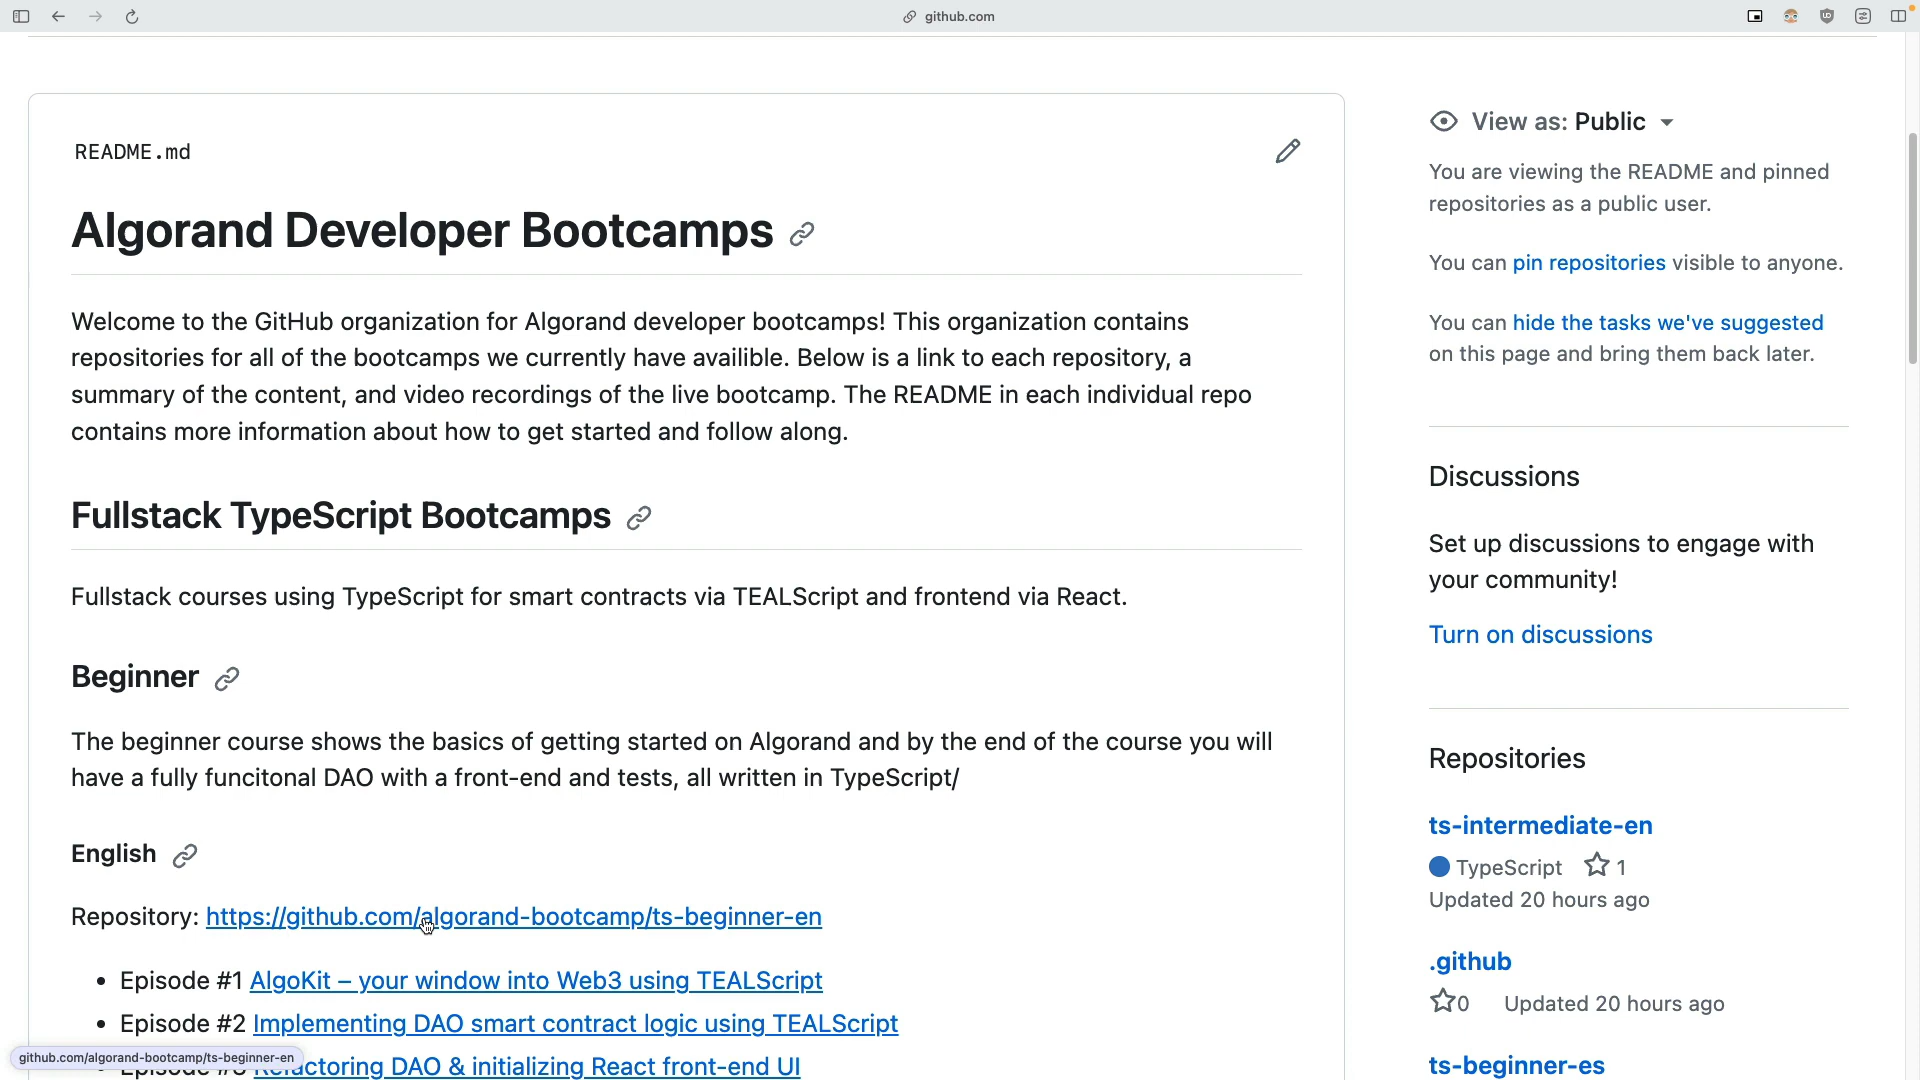 github.com
README.md
Algorand Developer Bootcamps
Welcome to the GitHub organization for Algorand developer bootcamps! This organization contains
repositories for all of the bootcamps we currently have availible. Below is a link to each repository, a
summary of the content, and video recordings of the live bootcamp. The README in each individual repo
contains more information about how to get started and follow along.
Fullstack TypeScript Bootcamps
Fullstack courses using TypeScript for smart contracts via TEALScript and frontend via React.
Beginner
The beginner course shows the basics of getting started on Algorand and by the end of the course you will
have a fully funcitonal DAO with a front-end and tests, all written in TypeScript/
English
Repository: https://github.com/algorand-bootcamp/ts-beginner-en
• Episode #1 AlgoKit – your window into Web3 using TEALScript
• Episode #2 Implementing DAO smart contract logic using TEALScript
DAO & initializing React front-end UI
github.com/algorand-bootcamp/ts-beginner-en
View as: Public
You are viewing the README and pinned
repositories as a public user.
You can pin repositories visible to anyone.
You can hide the tasks we've suggested
on this page and bring them back later.
Discussions
Set up discussions to engage with
your community!
Turn on discussions
Repositories
ts-intermediate-en
TypeScript 1
Updated 20 hours ago
.github
0 Updated 20 hours ago
ts-beginner-es